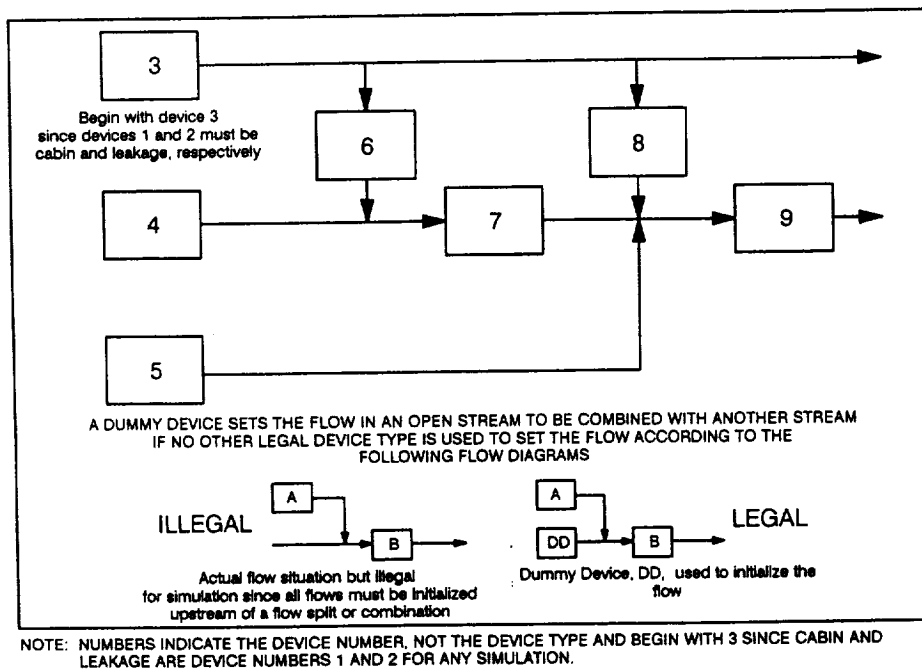 3
Begin with device 3
since devices 1 and 2 must be
cabin and leakage, respectively
6
8
4
7
9
5
A DUMMY DEVICE SETS THE FLOW IN AN OPEN STREAM TO BE COMBINED WITH ANOTHER STREAM
IF NO OTHER LEGAL DEVICE TYPE IS USED TO SET THE FLOW ACCORDING TO THE
FOLLOWING FLOW DIAGRAMS
ILLEGAL
A
B
Actual flow situation but illegal
for simulation since all flows must be initialized
upstream of a flow split or combination
A
DD
B
LEGAL
Dummy Device, DD, used to initialize the
flow
NOTE: NUMBERS INDICATE THE DEVICE NUMBER, NOT THE DEVICE TYPE AND BEGIN WITH 3 SINCE CABIN AND
LEAKAGE ARE DEVICE NUMBERS 1 AND 2 FOR ANY SIMULATION.